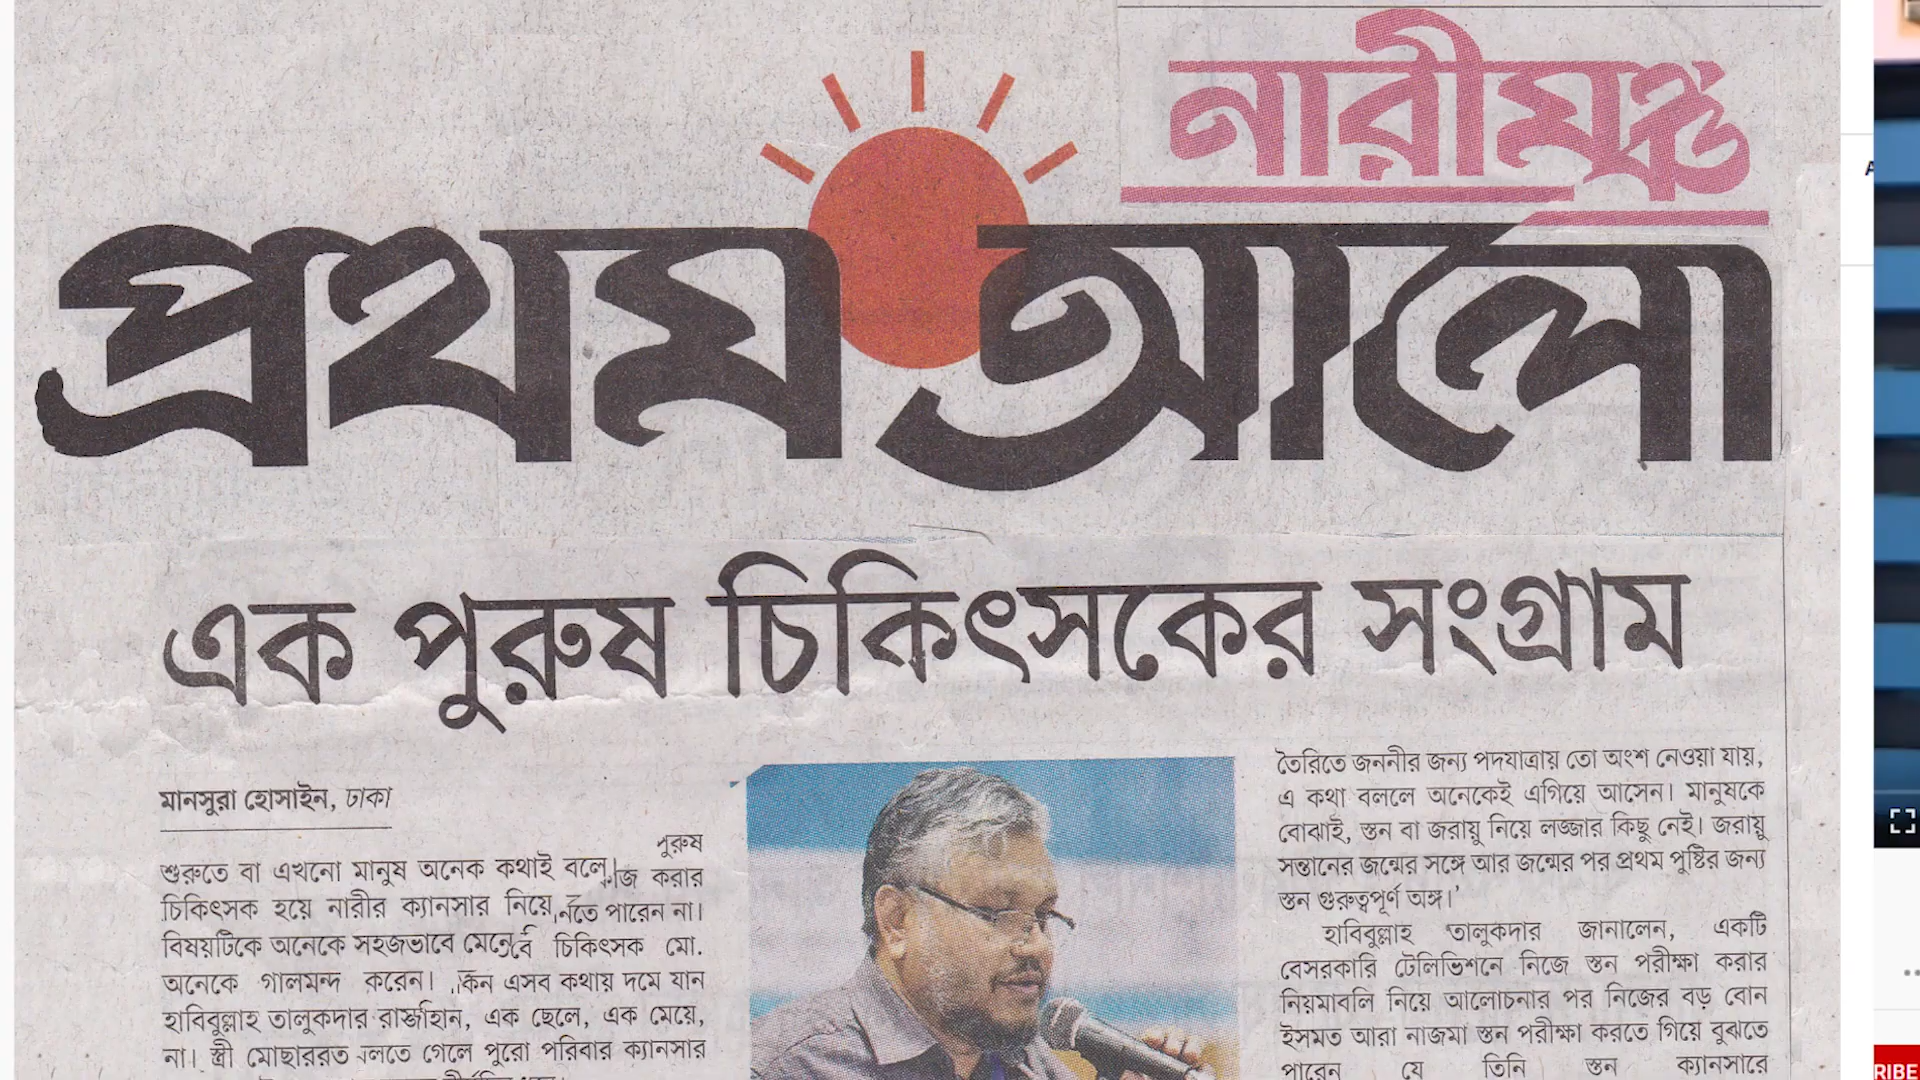 নারীমঞ্চ
প্রথম আলো
এক পুরুষ চিকিৎসকের সংগ্রাম
মানসুরা হোসাইন, ঢাকা
পুরুষ
শুরুতে বা এখনো মানুষ অনেক কথাই বলে। কাজ করার
চিকিৎসক হয়ে নারীর ক্যানসার নিয়ে নিতে পারেন না।
বিষয়টিকে অনেকে সহজভাবে মেনে চিকিৎসক মো.
অনেকে গালমন্দ করেন। এসব কথায় দমে যান
হাবিবুল্লাহ তালুকদার এক ছেলে, এক মেয়ে,
না। স্ত্রী বলতে গেলে পুরো পরিবার ক্যানসার
তৈরিতে জননীর জন্য পদযাত্রায় তো অংশ নেওয়া যায়,
এ কথা বললে অনেকেই এগিয়ে আসেন। মানুষকে
বোঝাই, স্তন বা জরায়ু নিয়ে লজ্জার কিছু নেই। জরায়ু
সন্তানের জন্মের সঙ্গে আর জন্মের পর প্রথম পুষ্টির জন্য
স্তন গুরুত্বপূর্ণ অঙ্গ।'
হাবিবুল্লাহ তালুকদার জানালেন, একটি
বেসরকারি টেলিভিশনে নিজে স্তন পরীক্ষা করার
নিয়মাবলি নিয়ে আলোচনার পর নিজের বড় বোন
ইসমত আরা নাজমা স্তন পরীক্ষা করতে গিয়ে বুঝতে
পারেন যে তিনি স্তন ক্যানসারে
RIBE